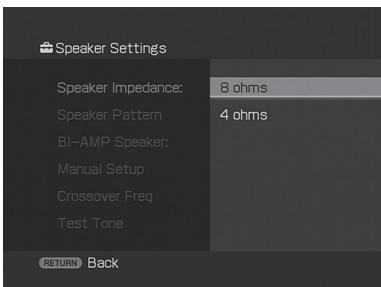 Speaker Settings
Speaker Impedance: 8 ohms
Speaker Pattern 4 ohms
BI-AMP Speaker:
Manual Setup
Crossover Freq
Test Tone
RETURN Back